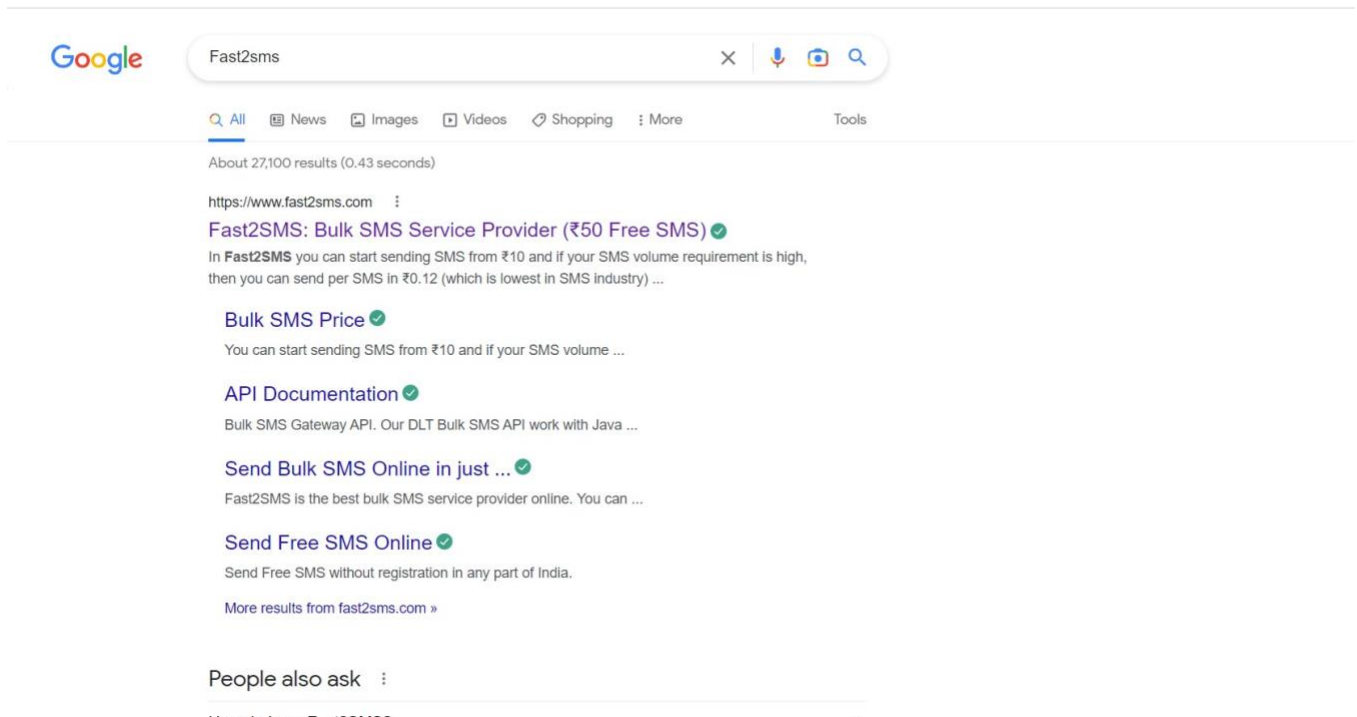 Google
Fast2sms
All News Images Videos Shopping More Tools
About 27,100 results (0.43 seconds)
https://www.fast2sms.com
Fast2SMS: Bulk SMS Service Provider (₹50 Free SMS)
In Fast2SMS you can start sending SMS from ₹10 and if your SMS volume requirement is high,
then you can send per SMS in ₹0.12 (which is lowest in SMS industry) ...
Bulk SMS Price
You can start sending SMS from ₹10 and if your SMS volume ...
API Documentation
Bulk SMS Gateway API. Our DLT Bulk SMS API work with Java ...
Send Bulk SMS Online in just ...
Fast2SMS is the best bulk SMS service provider online. You can ...
Send Free SMS Online
Send Free SMS without registration in any part of India.
More results from fast2sms.com »
People also ask